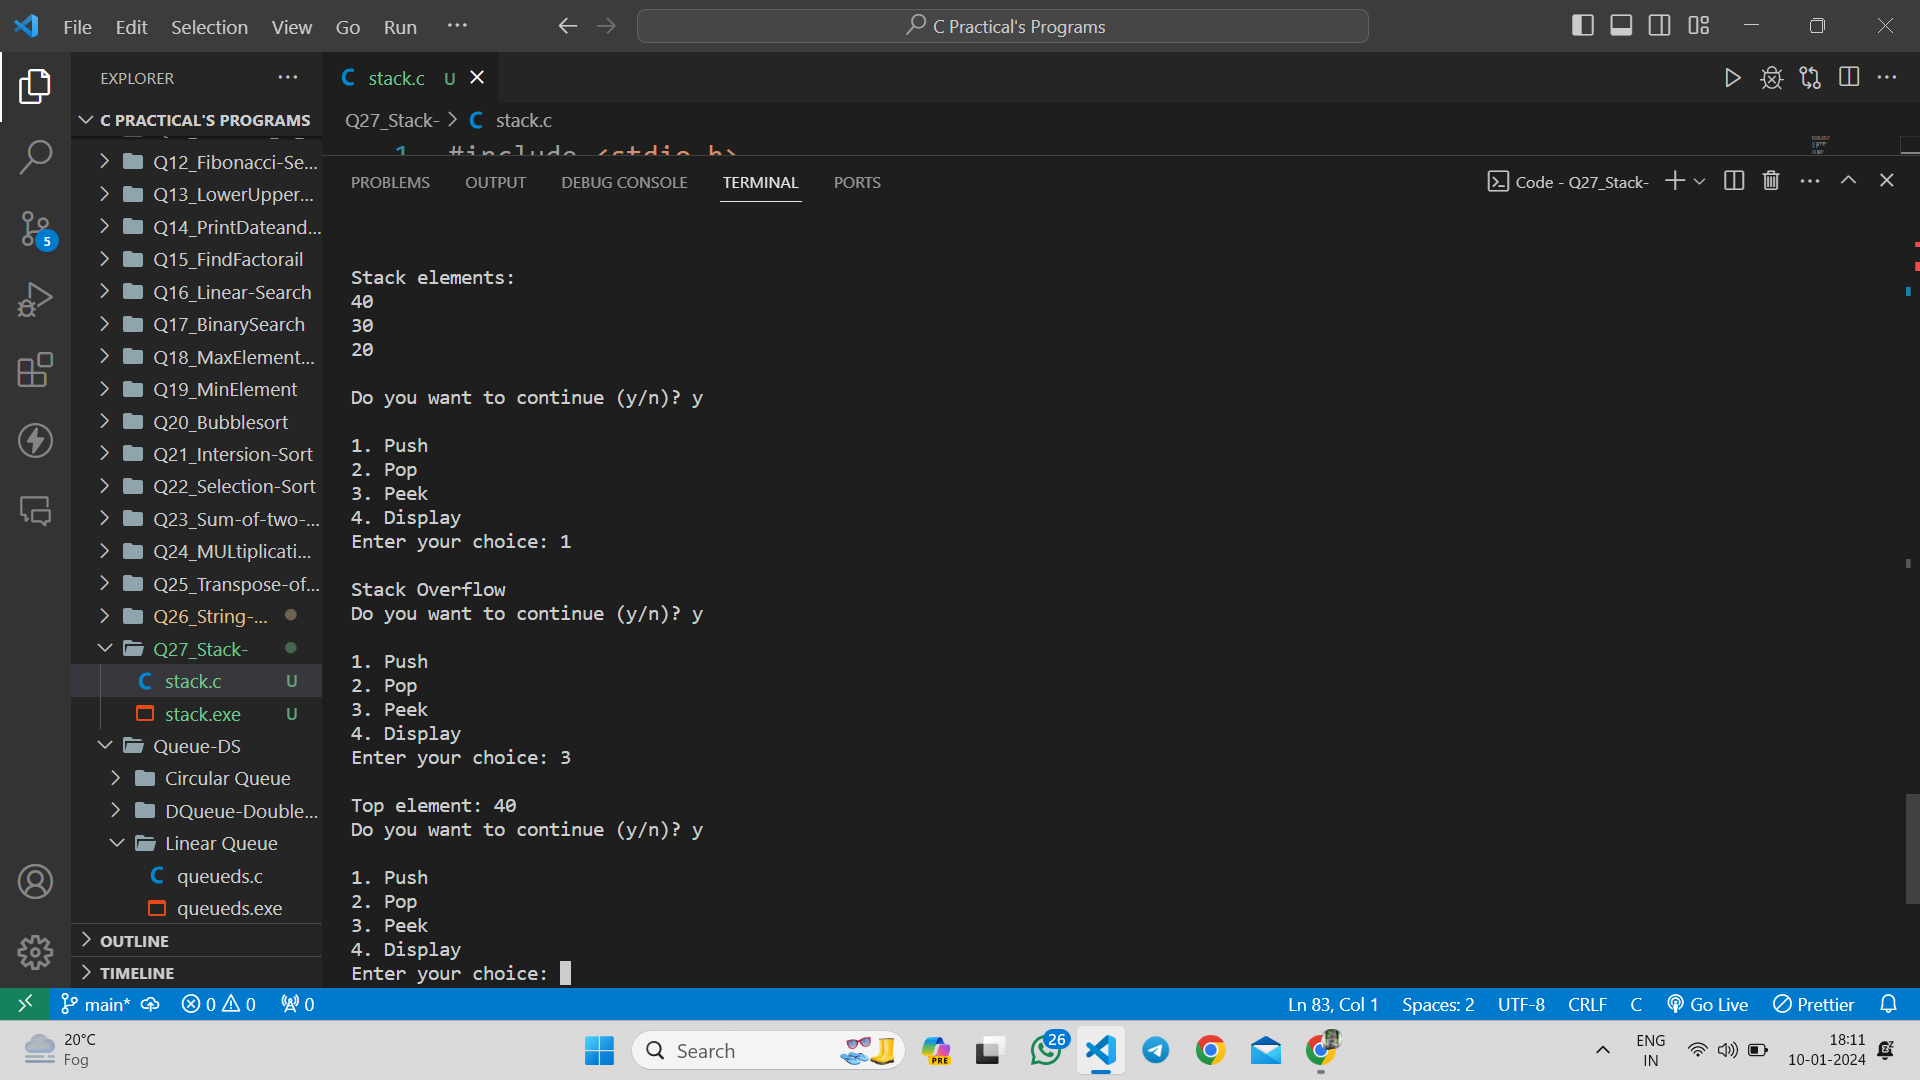 File Edit Selection View Go Run ···
C Practical's Programs
EXPLORER ···
C PRACTICAL'S PROGRAMS
Q12_Fibonacci-Se...
Q13_LowerUpper...
Q14_PrintDateand...
Q15_FindFactorail
Q16_Linear-Search
Q17_BinarySearch
Q18_MaxElement...
Q19_MinElement
Q20_Bubblesort
Q21_Intersion-Sort
Q22_Selection-Sort
Q23_Sum-of-two-...
Q24_MULtiplicati...
Q25_Transpose-of...
Q26_String-...
Q27_Stack-
C stack.c U
stack.exe U
Queue-DS
Circular Queue
DQueue-Double...
Linear Queue
C queueds.c
queueds.exe
OUTLINE
TIMELINE
5
C stack.c U
Q27_Stack- > C stack.c
1 #include <stdio.h>
PROBLEMS OUTPUT DEBUG CONSOLE TERMINAL PORTS
Code - Q27_Stack-
Stack elements:
40
30
20
Do you want to continue (y/n)? y
1. Push
2. Pop
3. Peek
4. Display
Enter your choice: 1
Stack Overflow
Do you want to continue (y/n)? y
1. Push
2. Pop
3. Peek
4. Display
Enter your choice: 3
Top element: 40
Do you want to continue (y/n)? y
1. Push
2. Pop
3. Peek
4. Display
Enter your choice:
main* 0 0 0
Ln 83, Col 1 Spaces: 2 UTF-8 CRLF C Go Live Prettier
20°C
Fog
Search
PRE
26
ENG
IN
18:11
10-01-2024